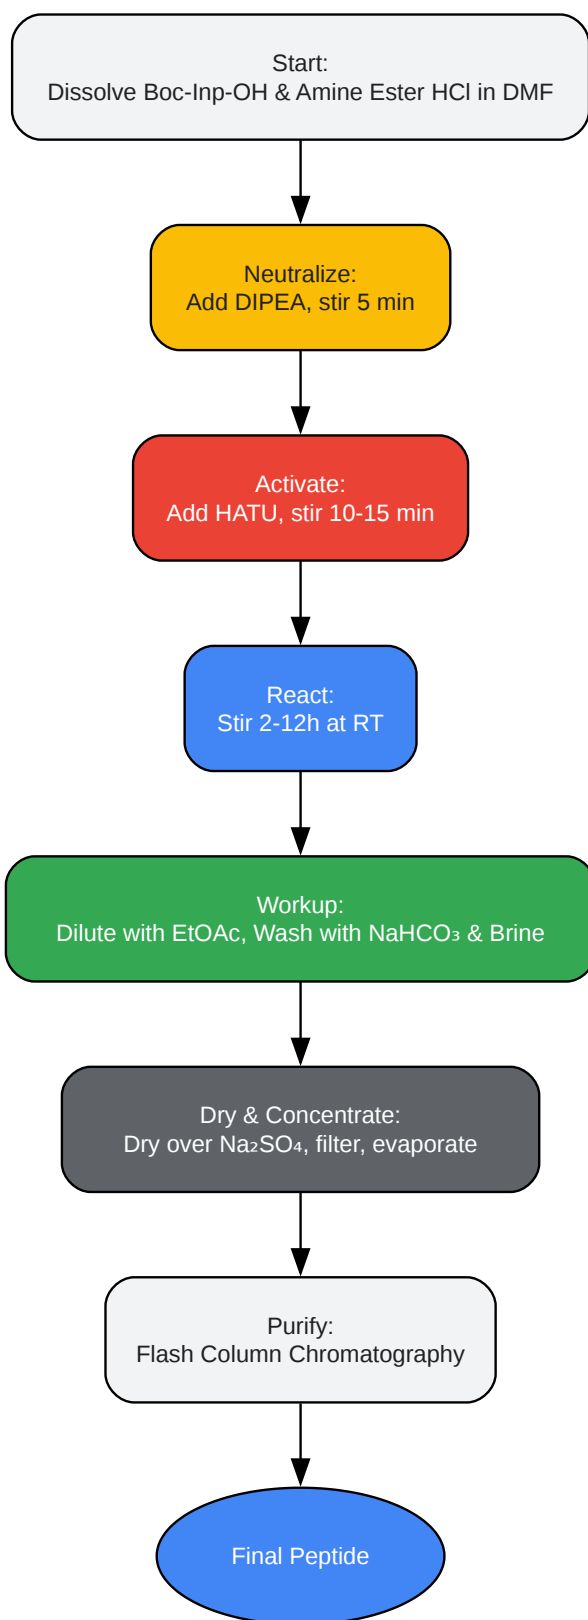 Start:
Dissolve Boc-Inp-OH & Amine Ester HCl in DMF
Neutralize:
Add DIPEA, stir 5 min
Activate:
Add HATU, stir 10-15 min
React:
Stir 2-12h at RT
Workup:
Dilute with EtOAc, Wash with NaHCO₃ & Brine
Dry & Concentrate:
Dry over Na₂SO₄, filter, evaporate
Purify:
Flash Column Chromatography
Final Peptide